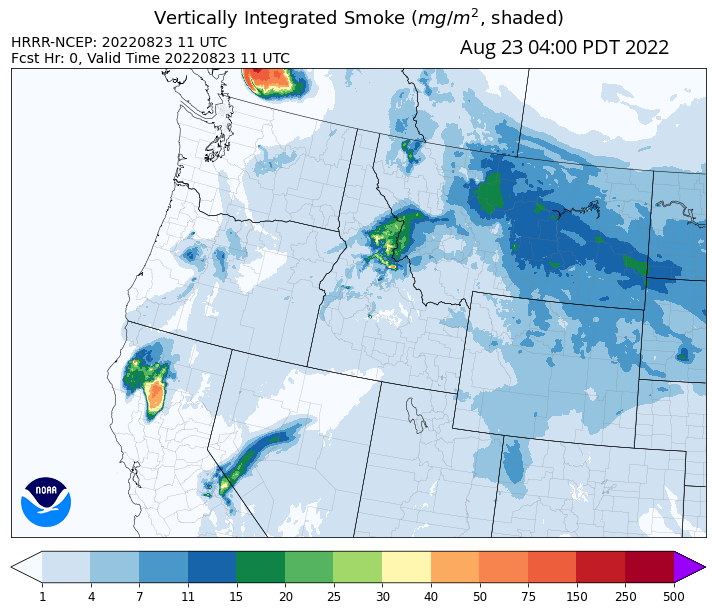 Vertically Integrated Smoke (mg/m², shaded)
HRRR-NCEP: 20220823 11 UTC
Aug 23 04:00 PDT 2022
Fcst Hr: 0, Valid Time 20220823 11 UTC
NOAA
1 4 7 11 15 20 25 30 40 50 75 150 250 500